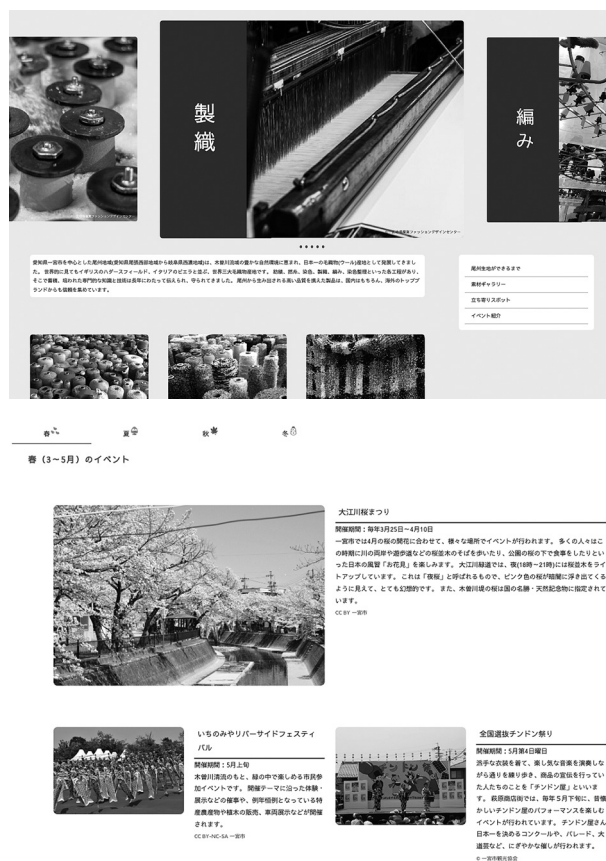 製織
編み
愛知県一宮市を中心とした尾州地域(愛知県尾張西部地域から岐阜県西濃地域)は、木曽川流域の豊かな自然環境に恵まれ、日本一の毛織物(ウール)産地として発展してきまし
た。 世界的に見てもイギリスのハダースフィールド、イタリアのビエラと並ぶ、世界三大毛織物産地です。 紡績、撚糸、染色、製織、編み、染色整理といった各工程があり、
そこで蓄積、培われた専門的な知識と技術は長年にわたって伝えられ、守られてきました。 尾州から生み出される高い品質を携えた製品は、国内はもちろん、海外のトップブ
ランドからも信頼を集めています。
尾州生地ができるまで
素材ギャラリー
立ち寄りスポット
イベント紹介
春
夏
秋
冬
春（3〜5月）のイベント
大江川桜まつり
開催期間：毎年3月25日〜4月10日
一宮市では4月の桜の開花に合わせて、様々な場所でイベントが行われます。 多くの人々はこ
の時期に川の両岸や遊歩道などの桜並木のそばを歩いたり、公園の桜の下で食事をしたりとい
った日本の風習「お花見」を楽しみます。 大江川緑道では、夜(18時〜21時)には桜並木をライ
トアップしています。 これは「夜桜」と呼ばれるもので、ピンク色の桜が暗闇に浮き出てくる
ように見えて、とても幻想的です。 また、木曽川堤の桜は国の名勝・天然記念物に指定されて
います。
CC BY 一宮市
いちのみやリバーサイドフェスティ
バル
開催期間：5月上旬
木曽川清流のもと、緑の中で楽しめる市民参
加イベントです。 開催テーマに沿った体験・
展示などの催事や、例年恒例となっている特
産農産物や植木の販売、車両展示などが開催
されます。
CC BY-NC-SA 一宮市
全国選抜チンドン祭り
開催期間：5月第4日曜日
派手な衣装を着て、楽し気な音楽を演奏しな
がら通りを練り歩き、商品の宣伝を行ってい
た人たちのことを「チンドン屋」といいま
す。 萩原商店街では、毎年5月下旬に、昔懐
かしいチンドン屋のパフォーマンスを楽しむ
イベントが行われています。 チンドン屋さん
日本一を決めるコンクールや、パレード、大
道芸など、にぎやかな催しが行われます。
© 一宮市観光協会